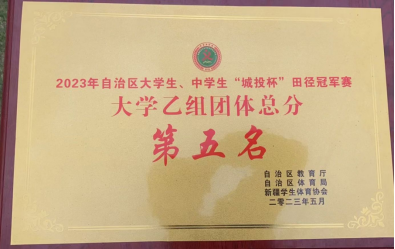 2023年自治区大学生、中学生“城投杯”田径冠军赛
大学乙组团体总分
第五名
自治区教育厅
自治区体育局
新疆学生体育协会
二零二三年五月